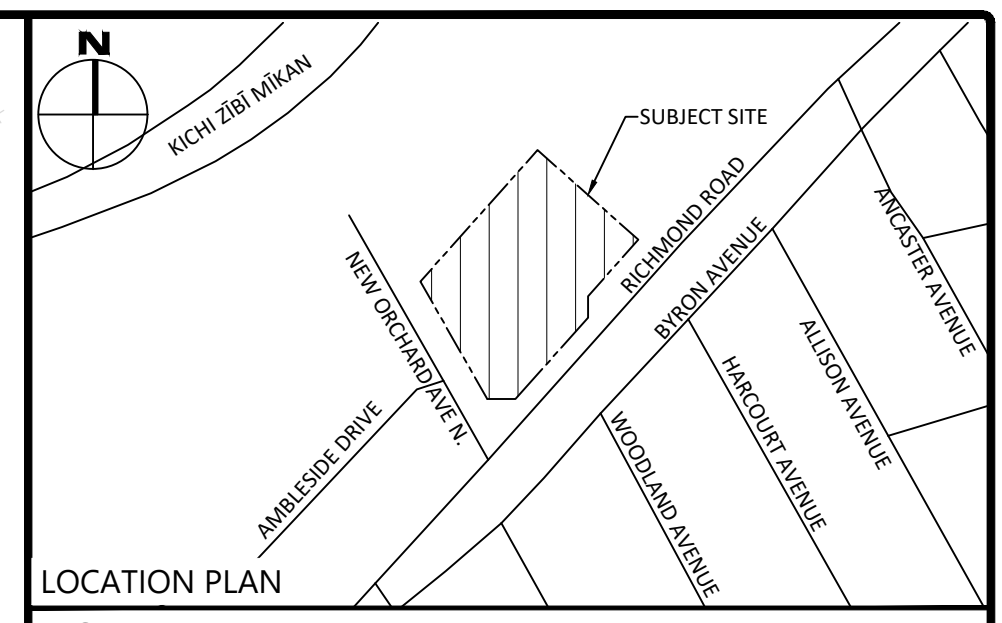 N
KICHI ZĪBĪ MĪKAN
SUBJECT SITE
RICHMOND ROAD
BYRON AVENUE
ANCASTER AVENUE
NEW ORCHARD AVE N.
ALLISON AVENUE
HARCOURT AVENUE
AMBLESIDE DRIVE
WOODLAND AVENUE
LOCATION PLAN